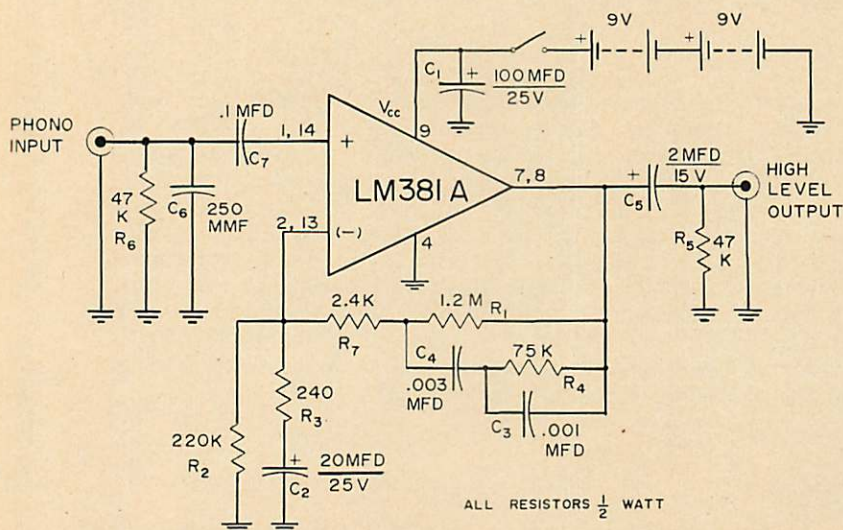 9V
9V
+
+
C1
+
100 MFD
25V
PHONO
INPUT
.1 MFD
C7
1, 14
+
Vcc
9
LM381A
7, 8
+
2 MFD
15 V
C5
HIGH
LEVEL
OUTPUT
47
K
R6
C6
250
MMF
2, 13
(-)
4
R5
47
K
2.4K
R7
1.2 M
R1
C4
.003
MFD
75 K
R4
C3
.001
MFD
240
R3
220K
R2
+
20MFD
25V
C2
ALL RESISTORS 1/2 WATT